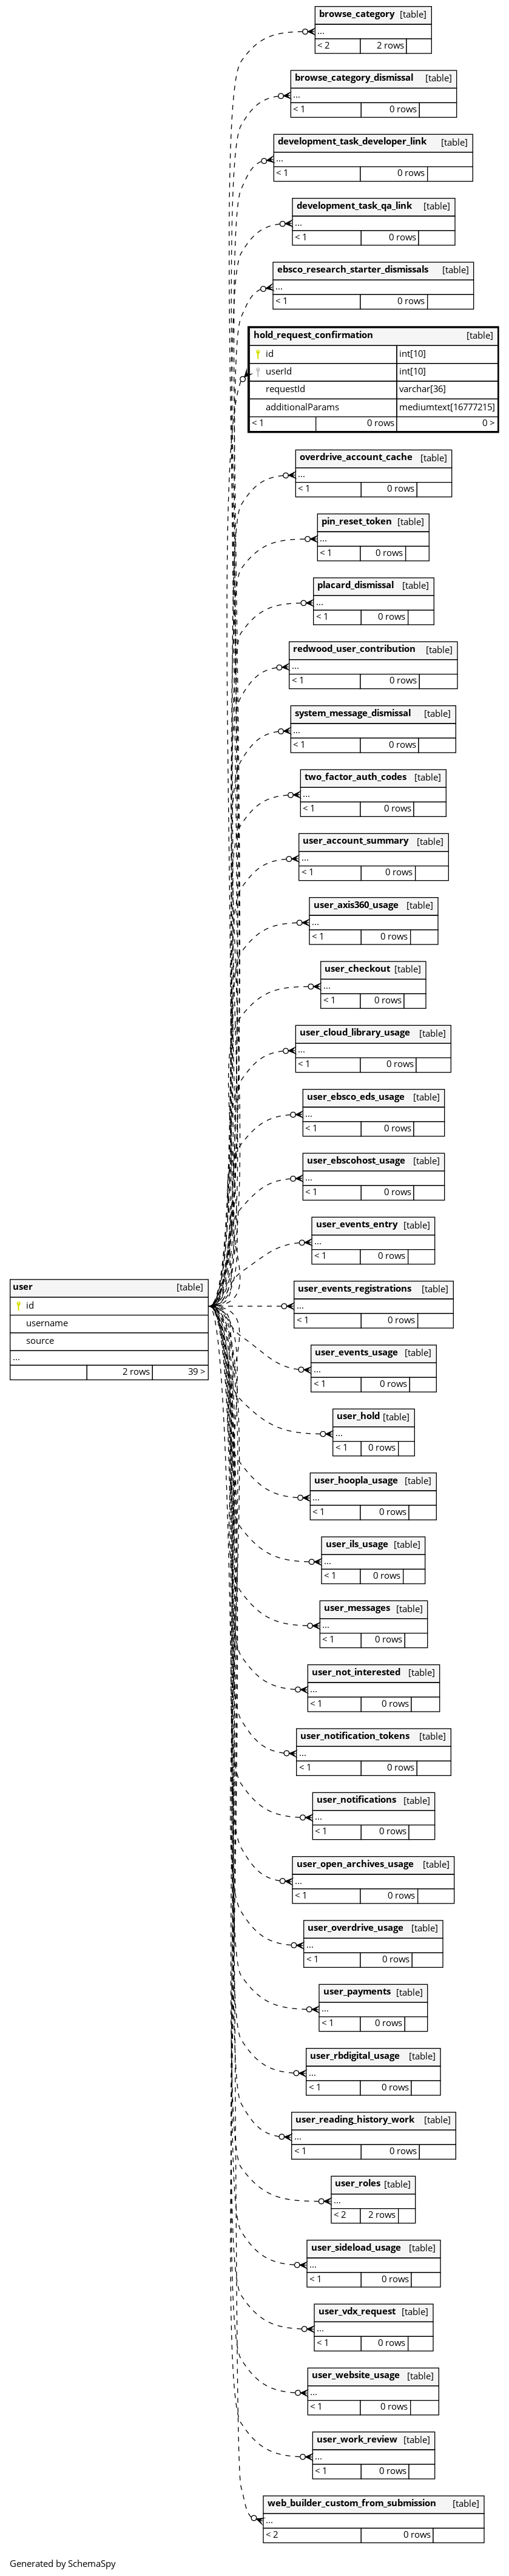 browse_category [table]
...
< 2 2 rows
browse_category_dismissal [table]
...
< 1 0 rows
development_task_developer_link [table]
...
< 1 0 rows
development_task_qa_link [table]
...
< 1 0 rows
ebsco_research_starter_dismissals [table]
...
< 1 0 rows
hold_request_confirmation [table]
id int[10]
userId int[10]
requestId varchar[36]
additionalParams mediumtext[16777215]
< 1 0 rows 0 >
overdrive_account_cache [table]
...
< 1 0 rows
pin_reset_token [table]
...
< 1 0 rows
placard_dismissal [table]
...
< 1 0 rows
redwood_user_contribution [table]
...
< 1 0 rows
system_message_dismissal [table]
...
< 1 0 rows
two_factor_auth_codes [table]
...
< 1 0 rows
user_account_summary [table]
...
< 1 0 rows
user_axis360_usage [table]
...
< 1 0 rows
user_checkout [table]
...
< 1 0 rows
user_cloud_library_usage [table]
...
< 1 0 rows
user_ebsco_eds_usage [table]
...
< 1 0 rows
user_ebscohost_usage [table]
...
< 1 0 rows
user_events_entry [table]
...
< 1 0 rows
user [table]
id
username
source
...
2 rows 39 >
user_events_registrations [table]
...
< 1 0 rows
user_events_usage [table]
...
< 1 0 rows
user_hold [table]
...
< 1 0 rows
user_hoopla_usage [table]
...
< 1 0 rows
user_ils_usage [table]
...
< 1 0 rows
user_messages [table]
...
< 1 0 rows
user_not_interested [table]
...
< 1 0 rows
user_notification_tokens [table]
...
< 1 0 rows
user_notifications [table]
...
< 1 0 rows
user_open_archives_usage [table]
...
< 1 0 rows
user_overdrive_usage [table]
...
< 1 0 rows
user_payments [table]
...
< 1 0 rows
user_rbdigital_usage [table]
...
< 1 0 rows
user_reading_history_work [table]
...
< 1 0 rows
user_roles [table]
...
< 2 2 rows
user_sideload_usage [table]
...
< 1 0 rows
user_vdx_request [table]
...
< 1 0 rows
user_website_usage [table]
...
< 1 0 rows
user_work_review [table]
...
< 1 0 rows
web_builder_custom_from_submission [table]
...
< 2 0 rows
Generated by SchemaSpy